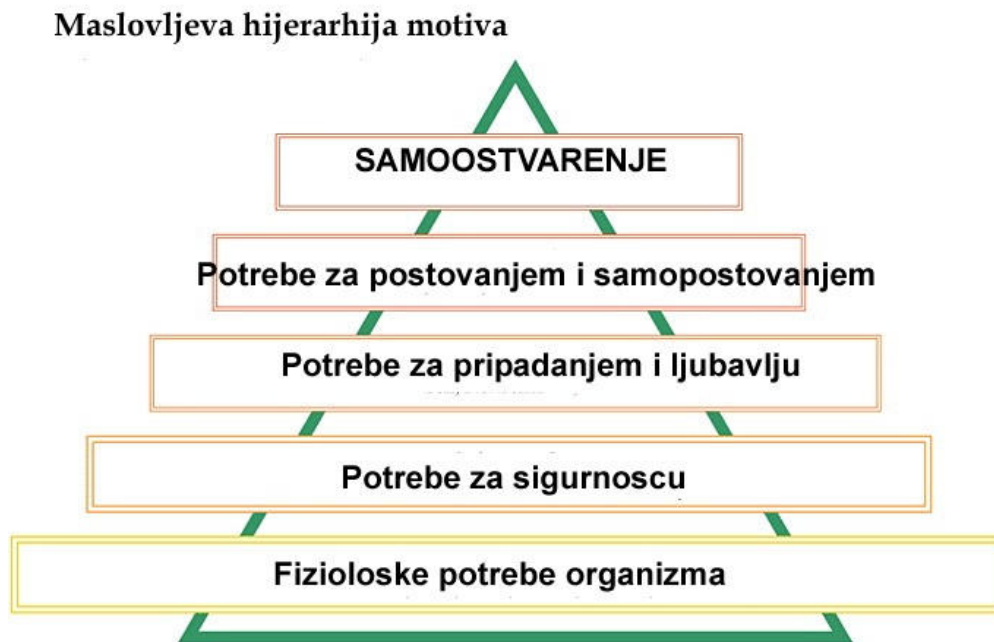 Maslovljeva hijerarhija motiva
SAMOOSTVARENJE
Potrebe za postovanjem i samopostovanjem
Potrebe za pripadanjem i ljubavlju
Potrebe za sigurnoscu
Fizioloske potrebe organizma